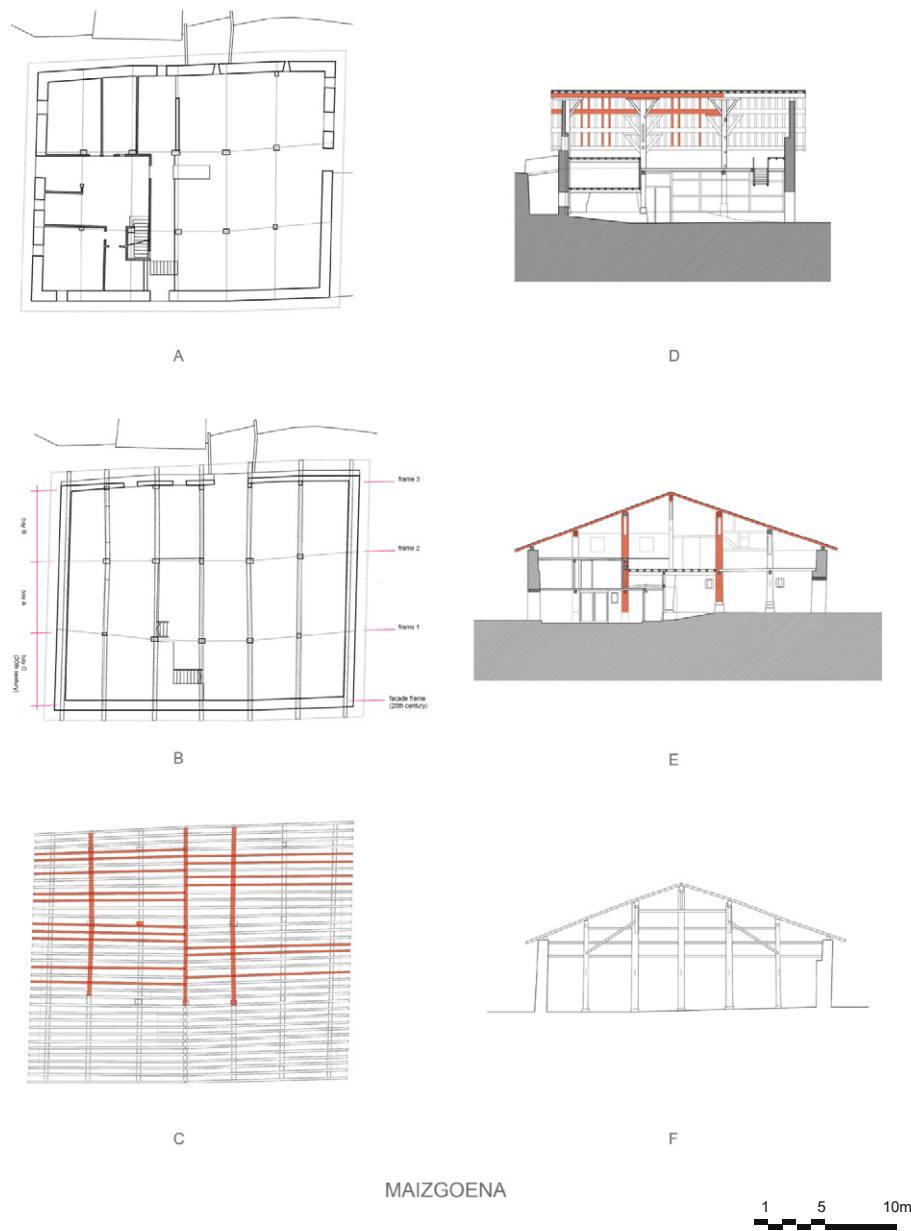 A
D
frame 3
bay B
frame 2
bay A
frame 1
bay C
(20th century)
facade frame
(20th century)
B
E
C
F
MAIZGOENA
1 5 10m